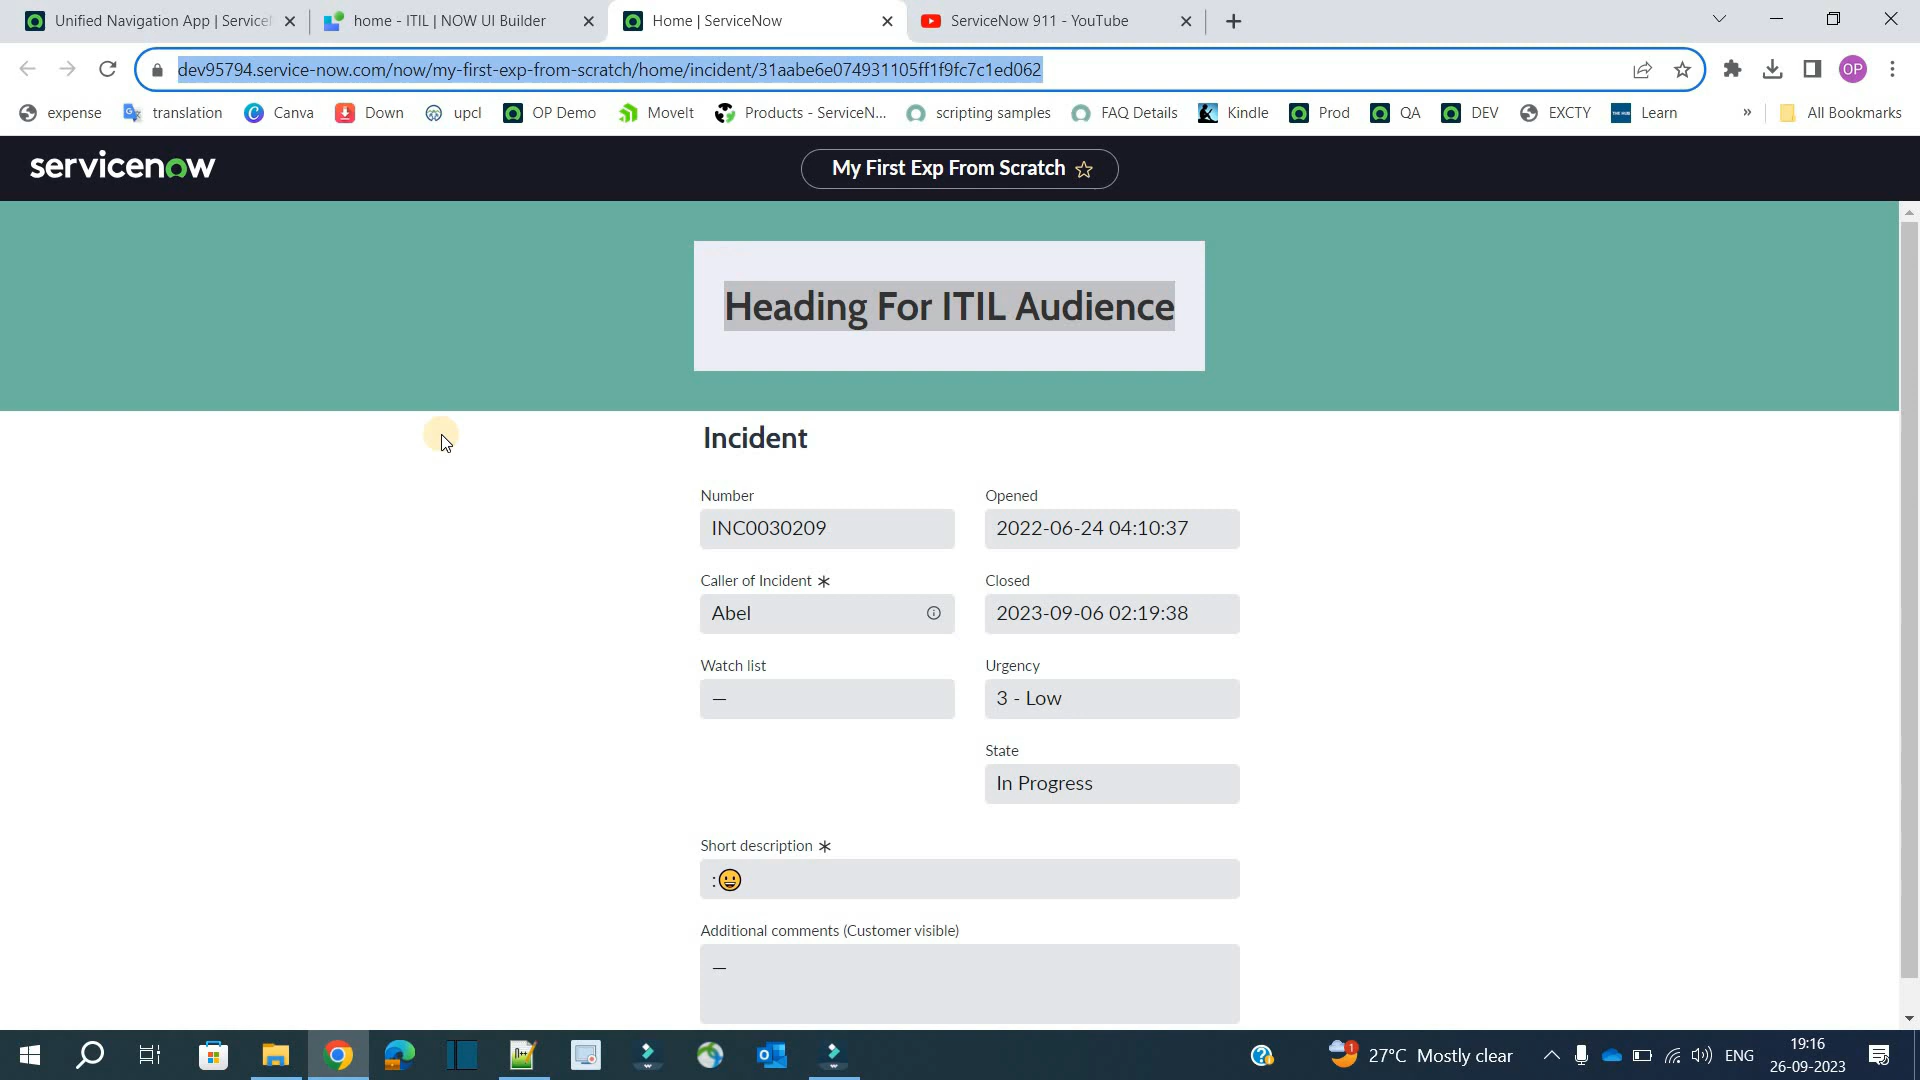 Unified Navigation App | Service
home - ITIL | NOW UI Builder
Home | ServiceNow
ServiceNow 911 - YouTube
dev95794.service-now.com/now/my-first-exp-from-scratch/home/incident/31aabe6e074931105ff1f9fc7c1ed062
OP
expense
translation
Canva
Down
upcl
OP Demo
MoveIt
Products - ServiceN...
scripting samples
FAQ Details
Kindle
Prod
QA
DEV
EXCTY
Learn
»
All Bookmarks
servicenow
My First Exp From Scratch
Heading For ITIL Audience
Incident
Number
Opened
INC0030209
2022-06-24 04:10:37
Caller of Incident *
Closed
Abel
2023-09-06 02:19:38
Watch list
Urgency
—
3 - Low
State
In Progress
Short description *
:😀
Additional comments (Customer visible)
—
1
27°C Mostly clear
ENG
19:16
26-09-2023